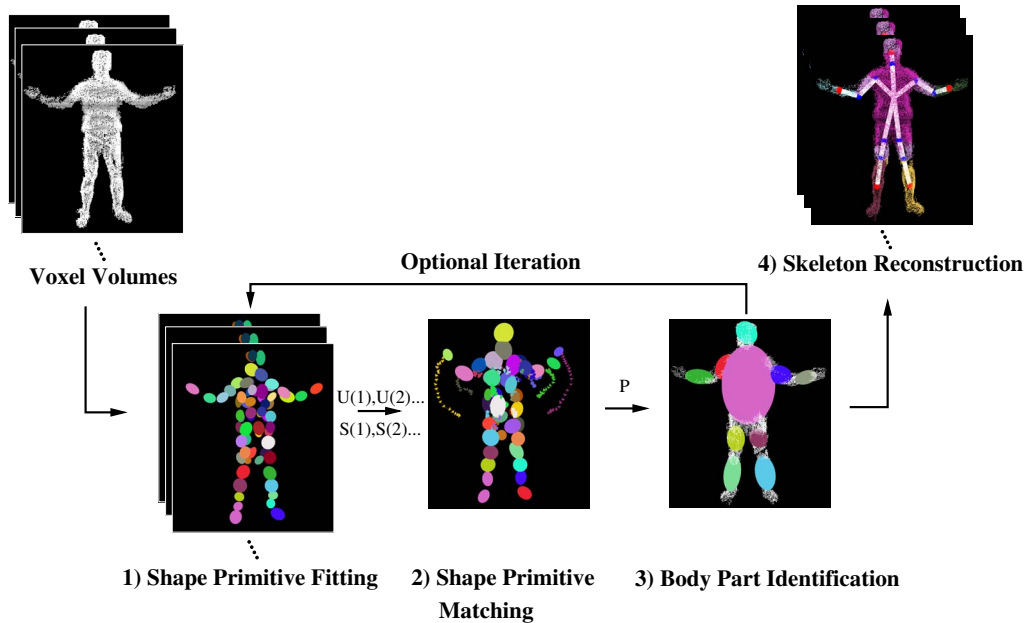 Voxel Volumes
Optional Iteration
4) Skeleton Reconstruction
U(1),U(2)...
S(1),S(2)...
P
1) Shape Primitive Fitting
2) Shape Primitive
Matching
3) Body Part Identification